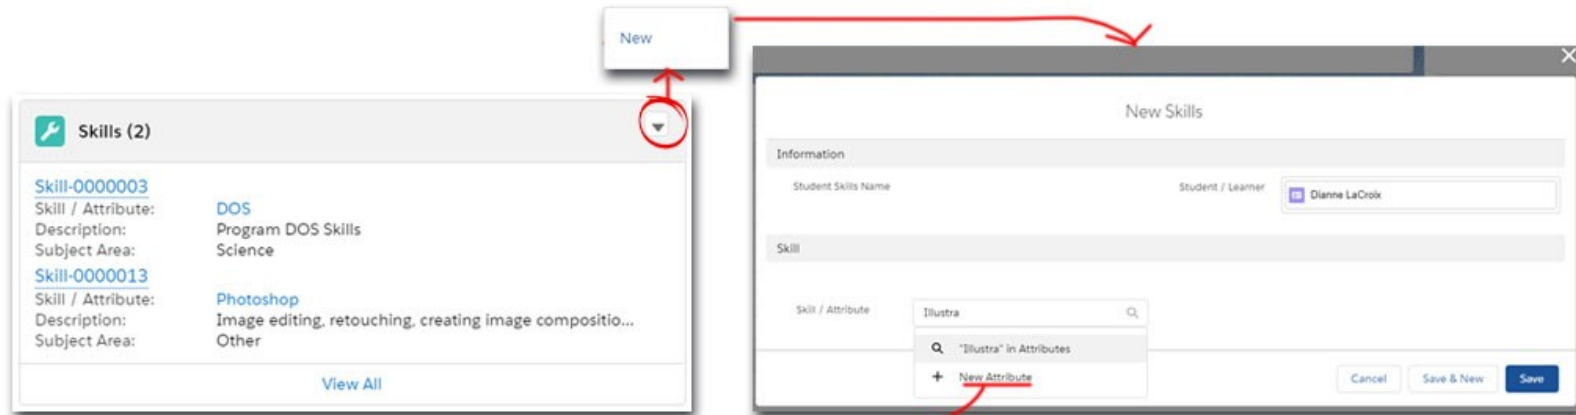 New
Skills (2)
Skill-0000003
Skill / Attribute: DOS
Description: Program DOS Skills
Subject Area: Science
Skill-0000013
Skill / Attribute: Photoshop
Description: Image editing, retouching, creating image compositio...
Subject Area: Other
View All
New Skills
Information
Student Skills Name
Student / Learner Dianne LaCroix
Skill
Skill / Attribute Illustra
"Illustra" in Attributes
New Attribute
Cancel Save & New Save